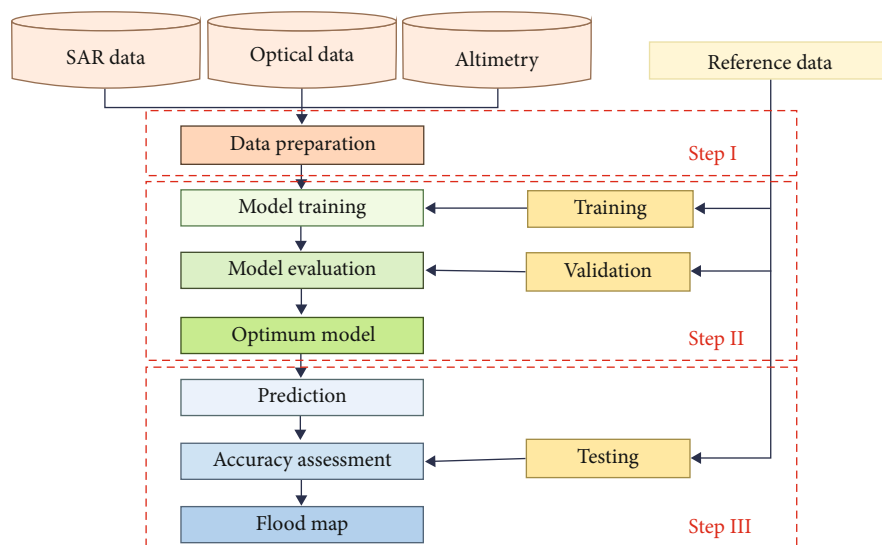 SAR data
Optical data
Altimetry
Reference data
Data preparation
Step I
Model training
Training
Model evaluation
Validation
Optimum model
Step II
Prediction
Accuracy assessment
Testing
Flood map
Step III